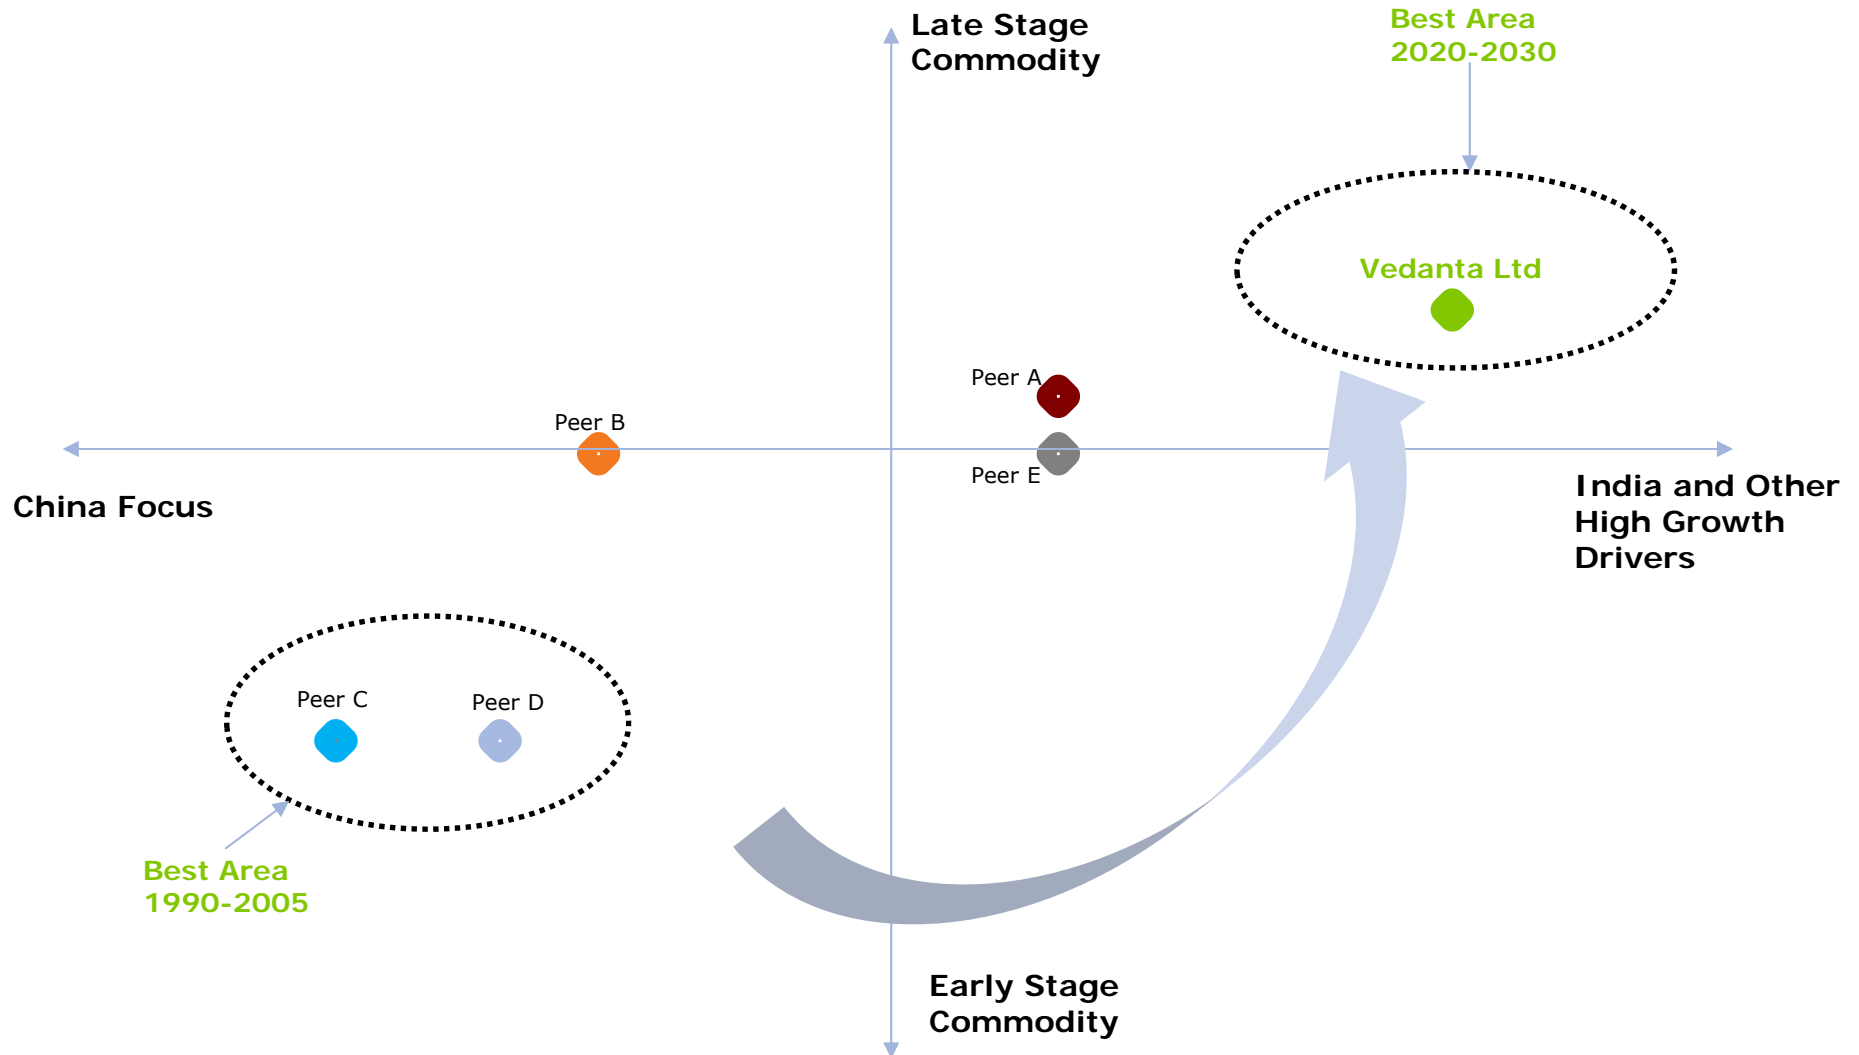 Late Stage
Commodity
Best Area
2020-2030
Vedanta Ltd
Peer A
Peer B
Peer E
China Focus
India and Other
High Growth
Drivers
Peer C
Peer D
Best Area
1990-2005
Early Stage
Commodity